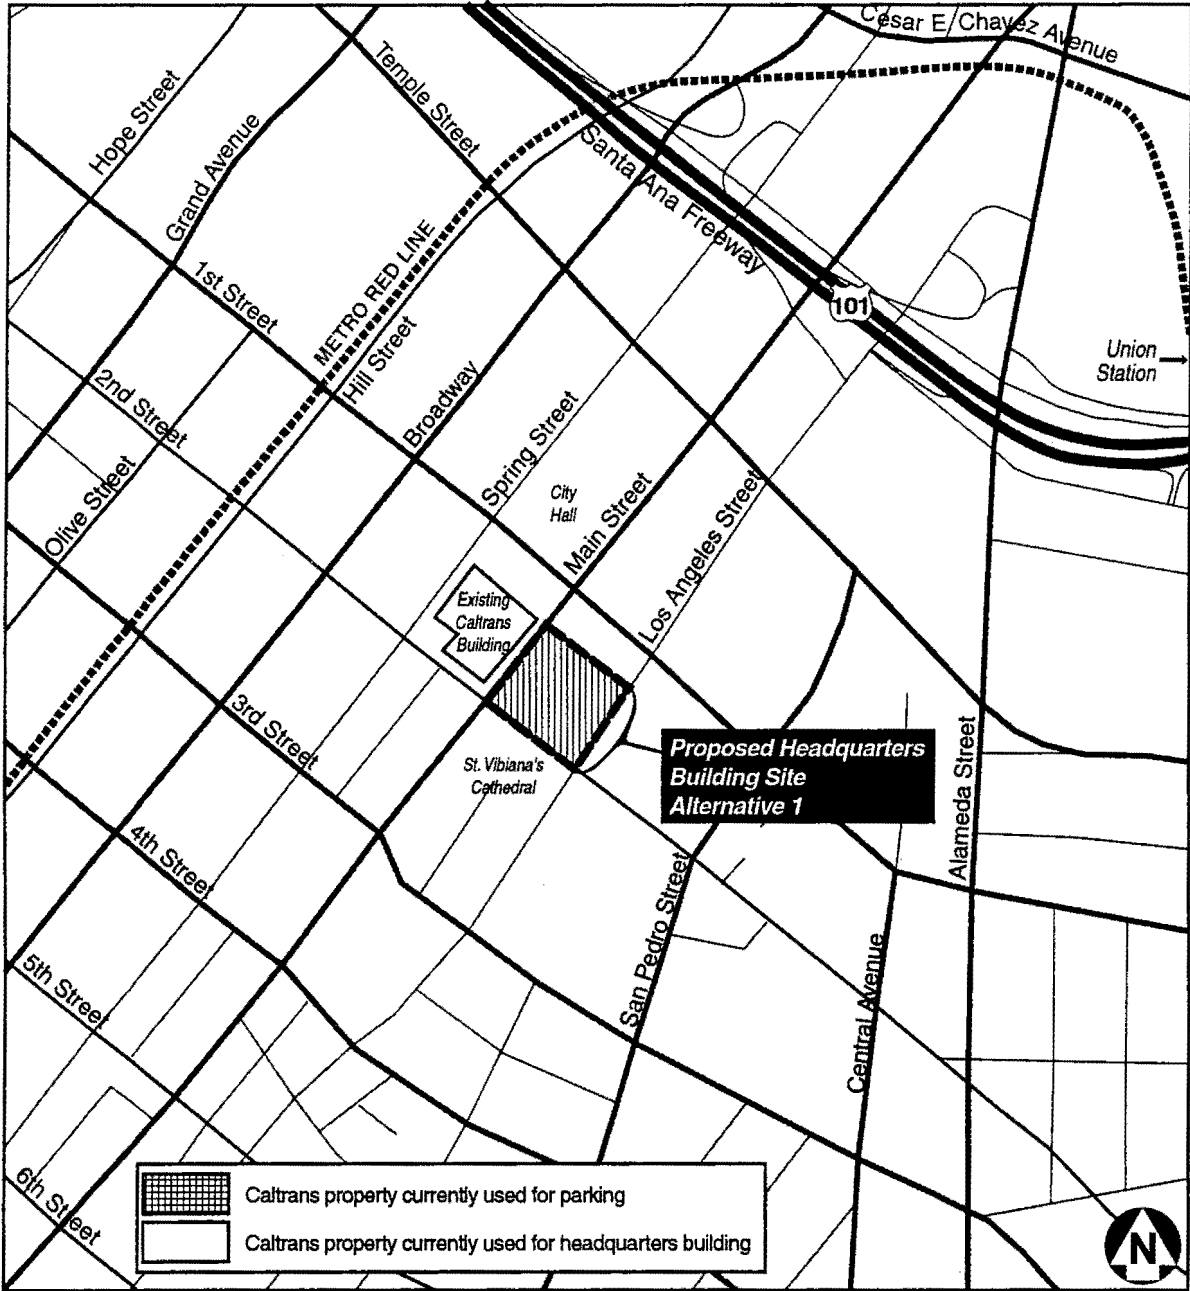 Cesar E. Chavez Avenue
Temple Street
Hope Street
Grand Avenue
Santa Ana Freeway
METRO RED LINE
1st Street
101
Hill Street
Union
Station
2nd Street
Broadway
Spring Street
City
Hall
Main Street
Los Angeles Street
Olive Street
Existing
Caltrans
Building
3rd Street
St. Vibiana's
Cathedral
Proposed Headquarters
Building Site
Alternative 1
Alameda Street
4th Street
San Pedro Street
Central Avenue
5th Street
6th Street
Caltrans property currently used for parking
Caltrans property currently used for headquarters building
N